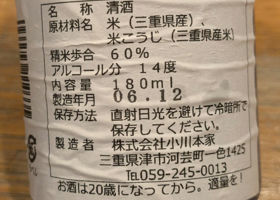 名称 清酒
原材料名 米（三重県産）、
米こうじ（三重県産米）
精米歩合 60%
アルコール分 14度
内容量 180ml
製造年月 06.12
保存方法 直射日光を避けて冷暗所で
保存してください。
製造者 株式会社小川本家
三重県津市河芸町一色1425
TEL059-245-0013
お酒は20歳になってから。適量を!